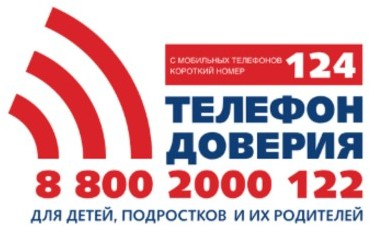 С МОБИЛЬНЫХ ТЕЛЕФОНОВ
КОРОТКИЙ НОМЕР
124
ТЕЛЕФОН
ДОВЕРИЯ
8 800 2000 122
ДЛЯ ДЕТЕЙ, ПОДРОСТКОВ И ИХ РОДИТЕЛЕЙ